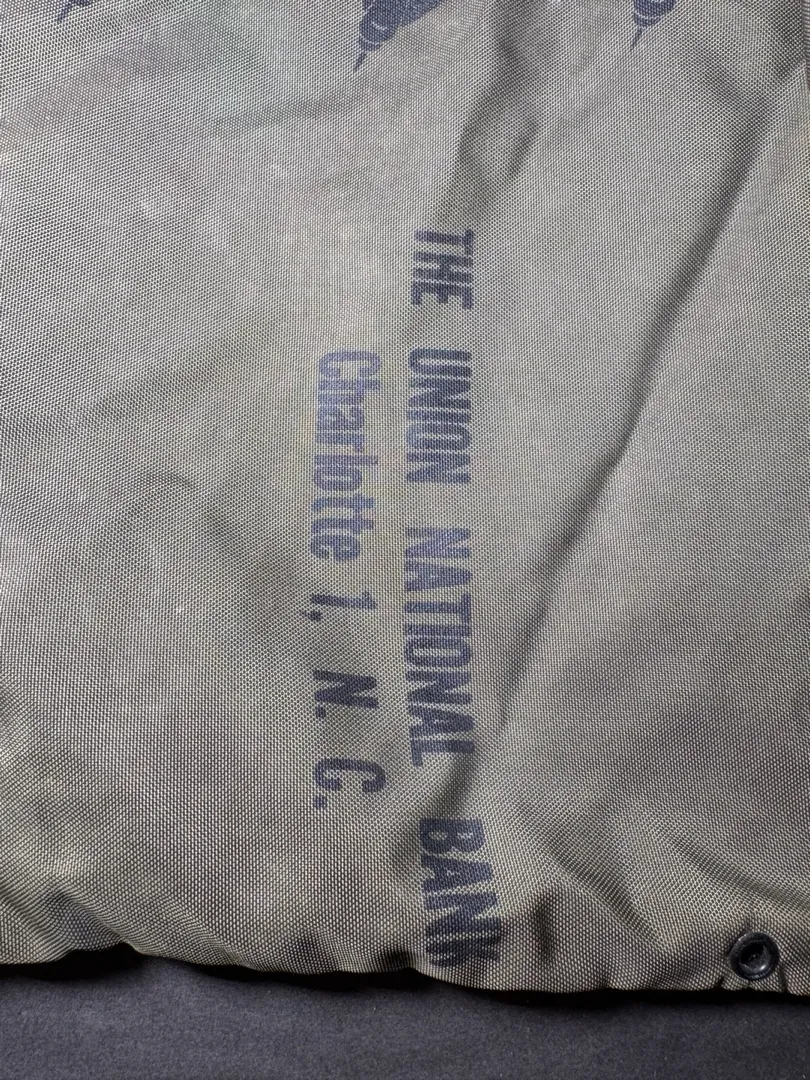 THE UNION NATIONAL BANK
Charlotte 1, N. C.